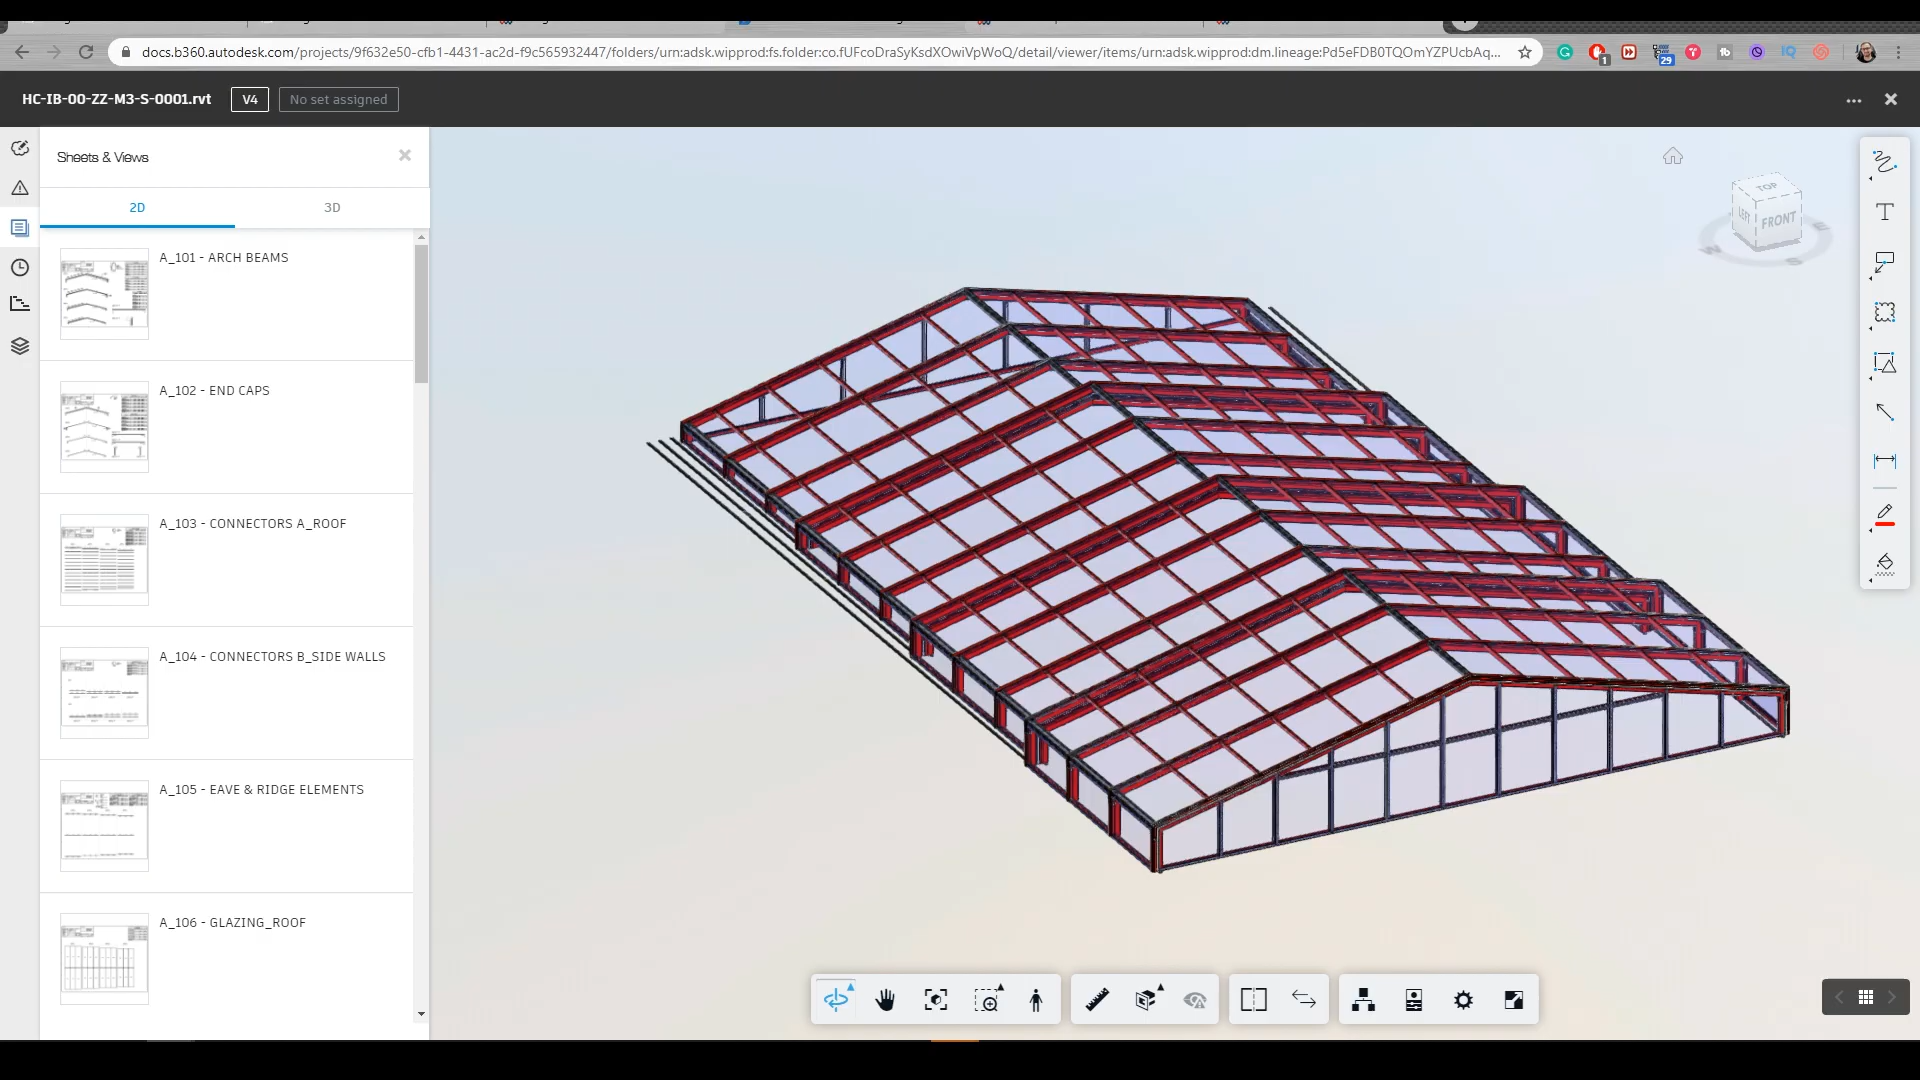 docs.b360.autodesk.com/projects/9f632e50-cfb1-4431-ac2d-f9c565932447/folders/urn:adsk.wipprod:fs.folder:co.fUFcoDraSyKsdXOwiVpWoQ/detail/viewer/items/urn:adsk.wipprod:dm.lineage:Pd5eFDB0TQOmYZPUcbAq...
1
29
HC-IB-00-ZZ-M3-S-0001.rvt V4 No set assigned
Sheets & Views
2D 3D
A_101 - ARCH BEAMS
A_102 - END CAPS
A_103 - CONNECTORS A_ROOF
A_104 - CONNECTORS B_SIDE WALLS
A_105 - EAVE & RIDGE ELEMENTS
A_106 - GLAZING_ROOF
TOP
LEFT FRONT